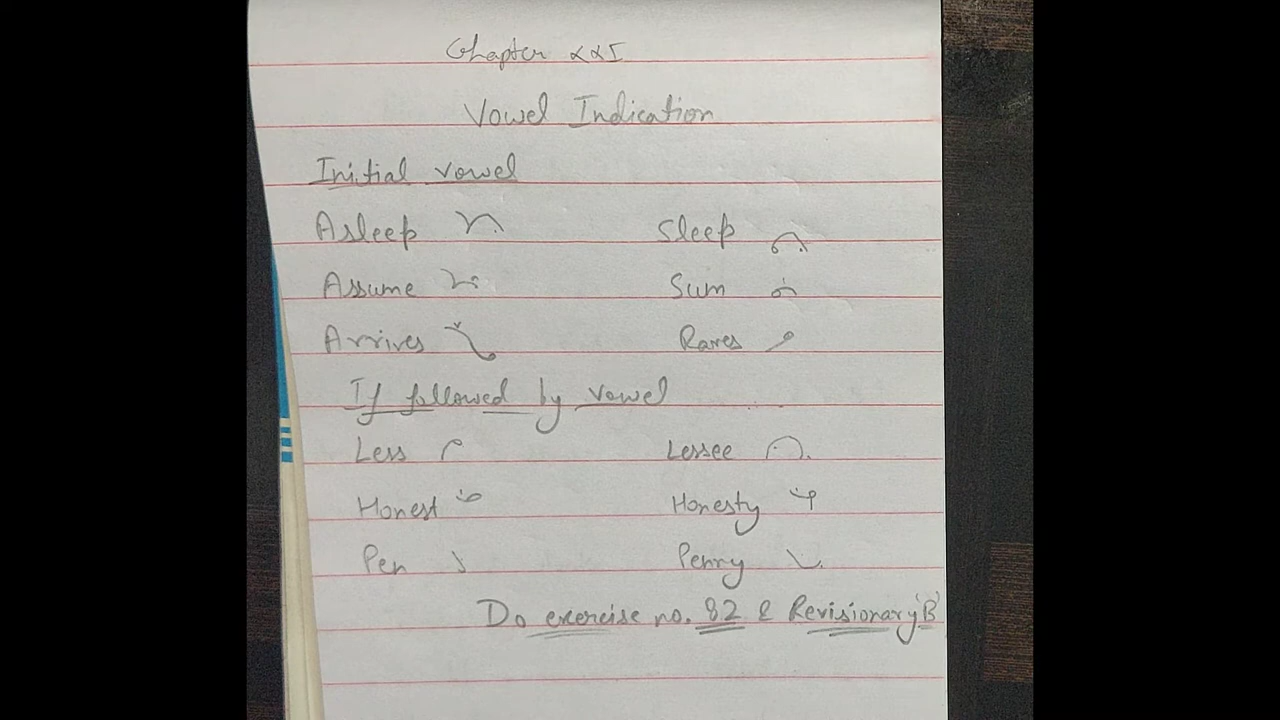 Chapter XXI
Vowel Indication
Initial vowel
Asleep Sleep
Assume Sum
Arrives Raves
If followed by vowel
Less Lessee
Honest Honesty
Pen Penny
Do exercise no. 82 & Revisionary 'B'